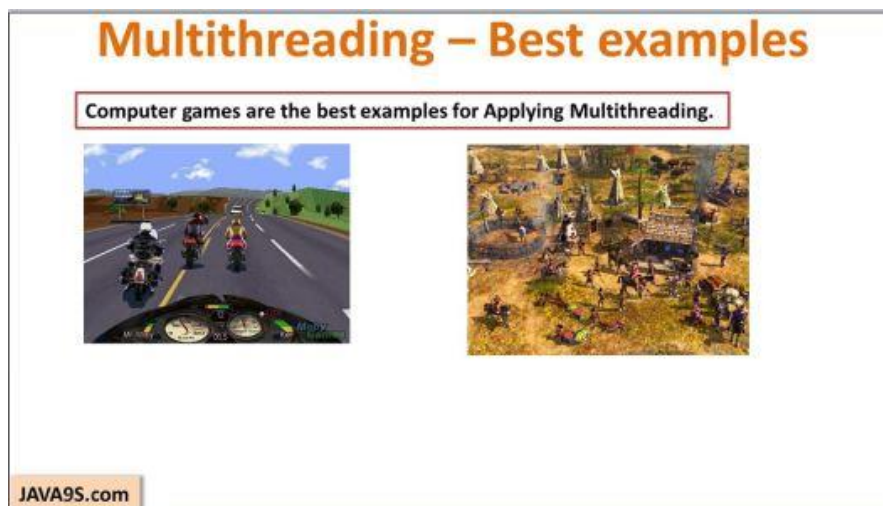 Multithreading – Best examples
Computer games are the best examples for Applying Multithreading.
JAVA9S.com